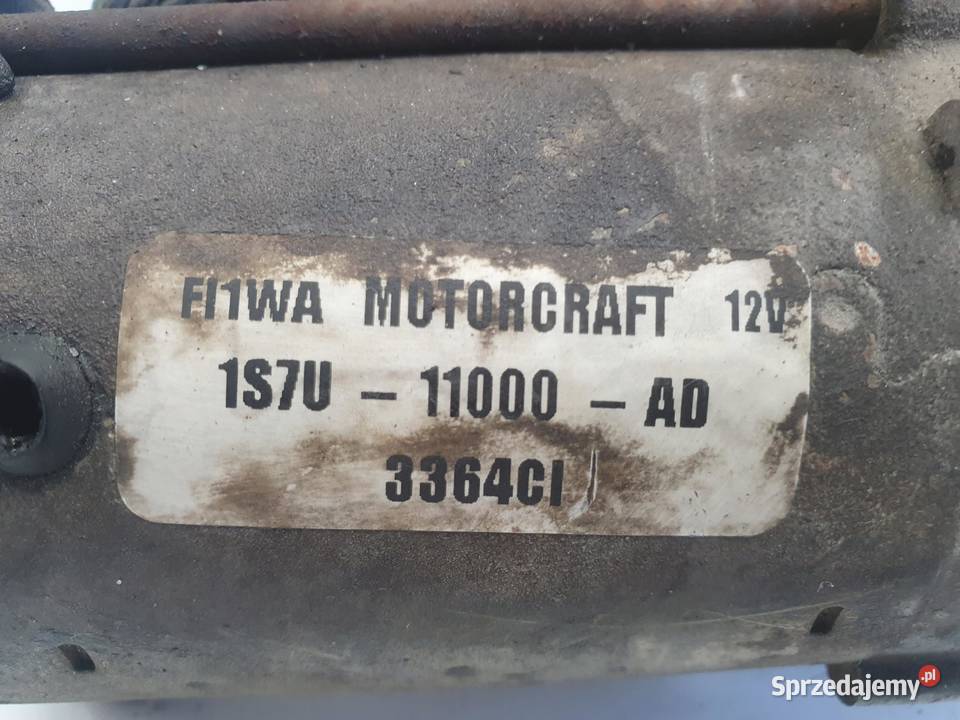 FI1WA MOTORCRAFT 12V
1S7U - 11000 - AD
3364CI
Sprzedajemy.pl